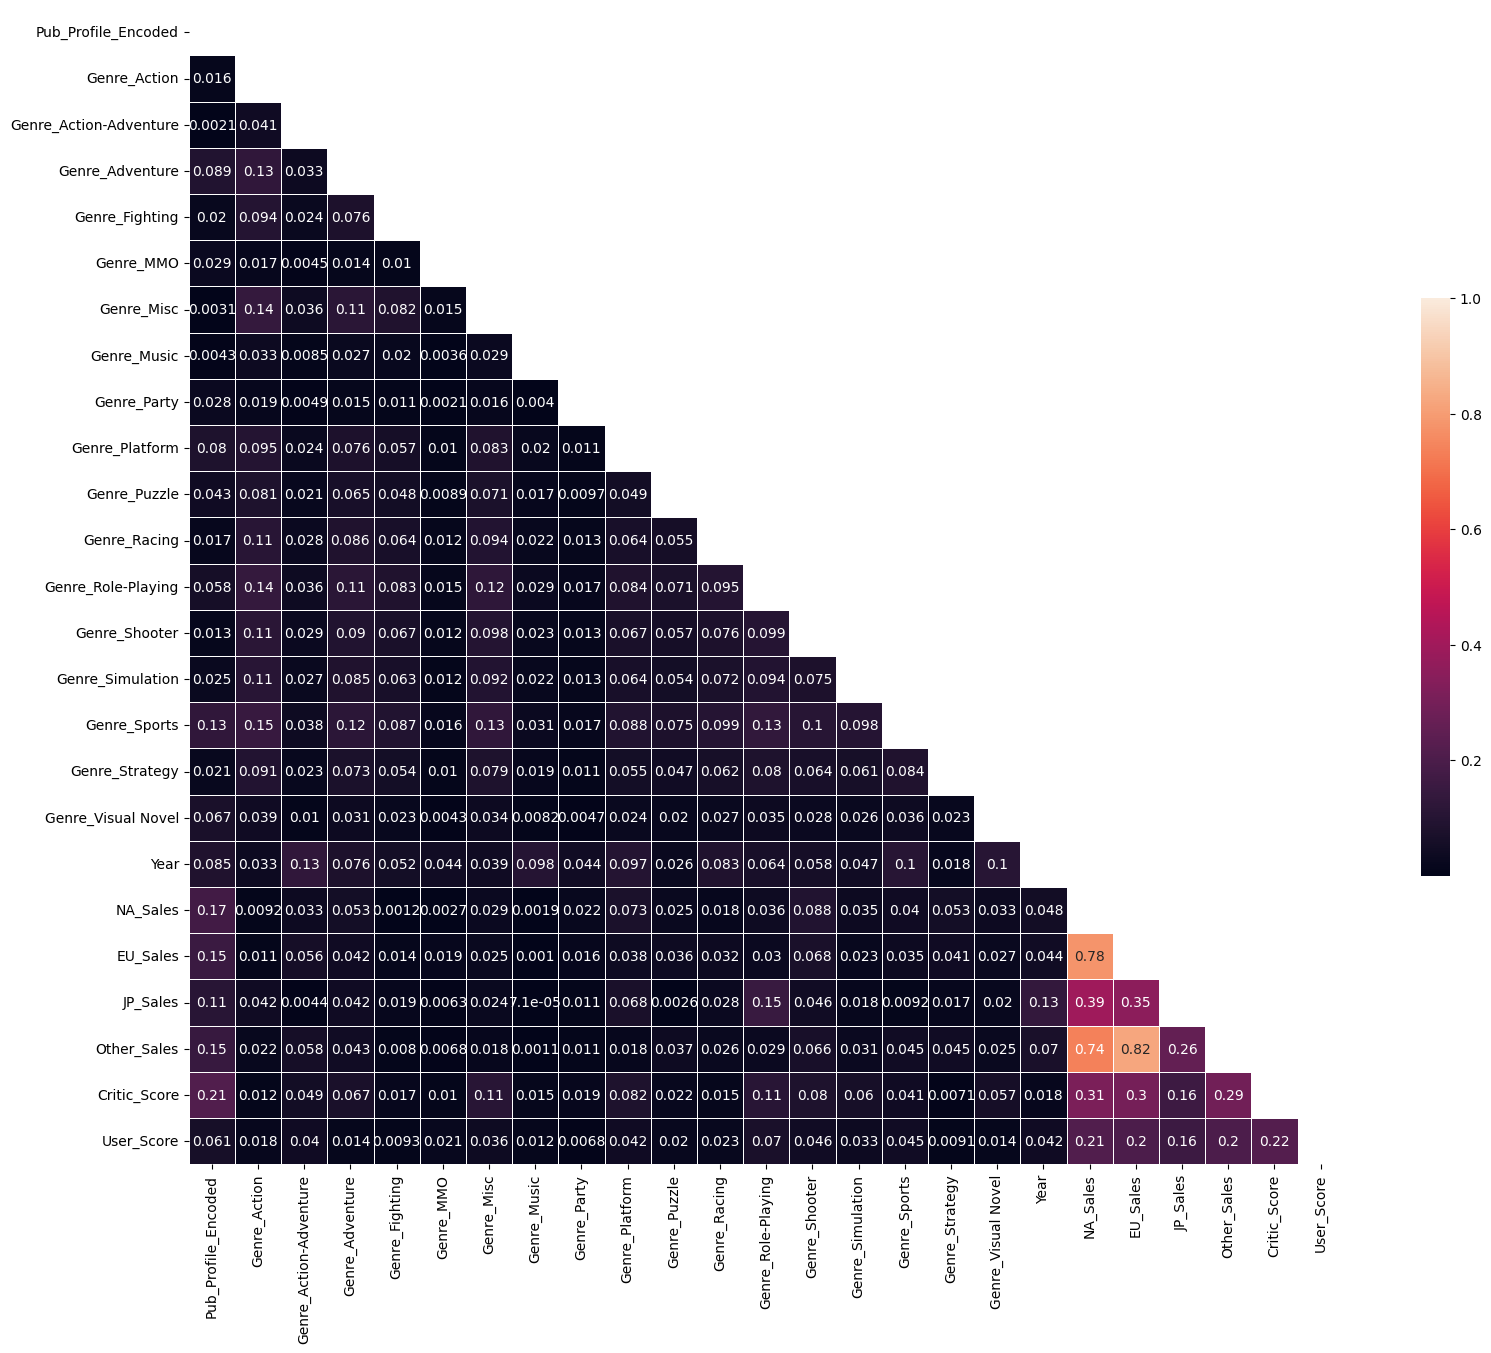 Pub_Profile_Encoded
Genre_Action 0.016
Genre_Action-Adventure 0.0021 0.041
Genre_Adventure 0.089 0.13 0.033
Genre_Fighting 0.02 0.094 0.024 0.076
Genre_MMO 0.029 0.017 0.0045 0.014 0.01
Genre_Misc 0.0031 0.14 0.036 0.11 0.082 0.015
1.0
Genre_Music 0.0043 0.033 0.0085 0.027 0.02 0.0036 0.029
Genre_Party 0.028 0.019 0.0049 0.015 0.011 0.0021 0.016 0.004
0.8
Genre_Platform 0.08 0.095 0.024 0.076 0.057 0.01 0.083 0.02 0.011
Genre_Puzzle 0.043 0.081 0.021 0.065 0.048 0.0089 0.071 0.017 0.0097 0.049
0.6
Genre_Racing 0.017 0.11 0.028 0.086 0.064 0.012 0.094 0.022 0.013 0.064 0.055
Genre_Role-Playing 0.058 0.14 0.036 0.11 0.083 0.015 0.12 0.029 0.017 0.084 0.071 0.095
Genre_Shooter 0.013 0.11 0.029 0.09 0.067 0.012 0.098 0.023 0.013 0.067 0.057 0.076 0.099
0.4
Genre_Simulation 0.025 0.11 0.027 0.085 0.063 0.012 0.092 0.022 0.013 0.064 0.054 0.072 0.094 0.075
Genre_Sports 0.13 0.15 0.038 0.12 0.087 0.016 0.13 0.031 0.017 0.088 0.075 0.099 0.13 0.1 0.098
0.2
Genre_Strategy 0.021 0.091 0.023 0.073 0.054 0.01 0.079 0.019 0.011 0.055 0.047 0.062 0.08 0.064 0.061 0.084
Genre_Visual Novel 0.067 0.039 0.01 0.031 0.023 0.0043 0.034 0.0082 0.0047 0.024 0.02 0.027 0.035 0.028 0.026 0.036 0.023
Year 0.085 0.033 0.13 0.076 0.052 0.044 0.039 0.098 0.044 0.097 0.026 0.083 0.064 0.058 0.047 0.1 0.018 0.1
NA_Sales 0.17 0.0092 0.033 0.053 0.0012 0.0027 0.029 0.0019 0.022 0.073 0.025 0.018 0.036 0.088 0.035 0.04 0.053 0.033 0.048
EU_Sales 0.15 0.011 0.056 0.042 0.014 0.019 0.025 0.001 0.016 0.038 0.036 0.032 0.03 0.068 0.023 0.035 0.041 0.027 0.044 0.78
JP_Sales 0.11 0.042 0.0044 0.042 0.019 0.0063 0.024 7.1e-05 0.011 0.068 0.0026 0.028 0.15 0.046 0.018 0.0092 0.017 0.02 0.13 0.39 0.35
Other_Sales 0.15 0.022 0.058 0.043 0.008 0.0068 0.018 0.0011 0.011 0.018 0.037 0.026 0.029 0.066 0.031 0.045 0.045 0.025 0.07 0.74 0.82 0.26
Critic_Score 0.21 0.012 0.049 0.067 0.017 0.01 0.11 0.015 0.019 0.082 0.022 0.015 0.11 0.08 0.06 0.041 0.0071 0.057 0.018 0.31 0.3 0.16 0.29
User_Score 0.061 0.018 0.04 0.014 0.0093 0.021 0.036 0.012 0.0068 0.042 0.02 0.023 0.07 0.046 0.033 0.045 0.0091 0.014 0.042 0.21 0.2 0.16 0.2 0.22
Pub_Profile_Encoded
Genre_Action
Genre_Action-Adventure
Genre_Adventure
Genre_Fighting
Genre_MMO
Genre_Misc
Genre_Music
Genre_Party
Genre_Platform
Genre_Puzzle
Genre_Racing
Genre_Role-Playing
Genre_Shooter
Genre_Simulation
Genre_Sports
Genre_Strategy
Genre_Visual Novel
Year
NA_Sales
EU_Sales
JP_Sales
Other_Sales
Critic_Score
User_Score